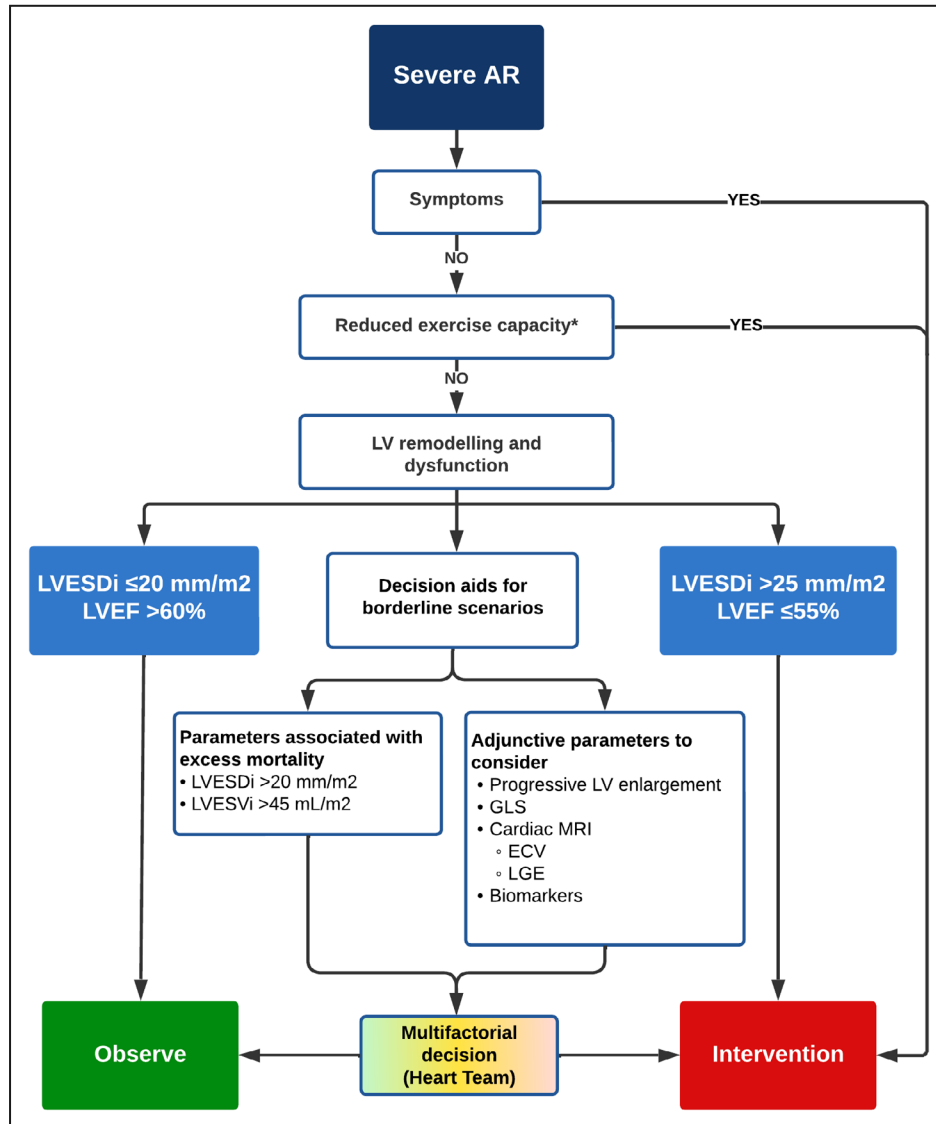 Severe AR
Symptoms
YES
NO
Reduced exercise capacity*
YES
NO
LV remodelling and
dysfunction
LVESDi ≤20 mm/m2
LVEF >60%
Decision aids for
borderline scenarios
LVESDi >25 mm/m2
LVEF ≤55%
Parameters associated with
excess mortality
• LVESDi >20 mm/m2
• LVESVi >45 mL/m2
Adjunctive parameters to
consider
• Progressive LV enlargement
• GLS
• Cardiac MRI
◦ ECV
◦ LGE
• Biomarkers
Observe
Multifactorial
decision
(Heart Team)
Intervention